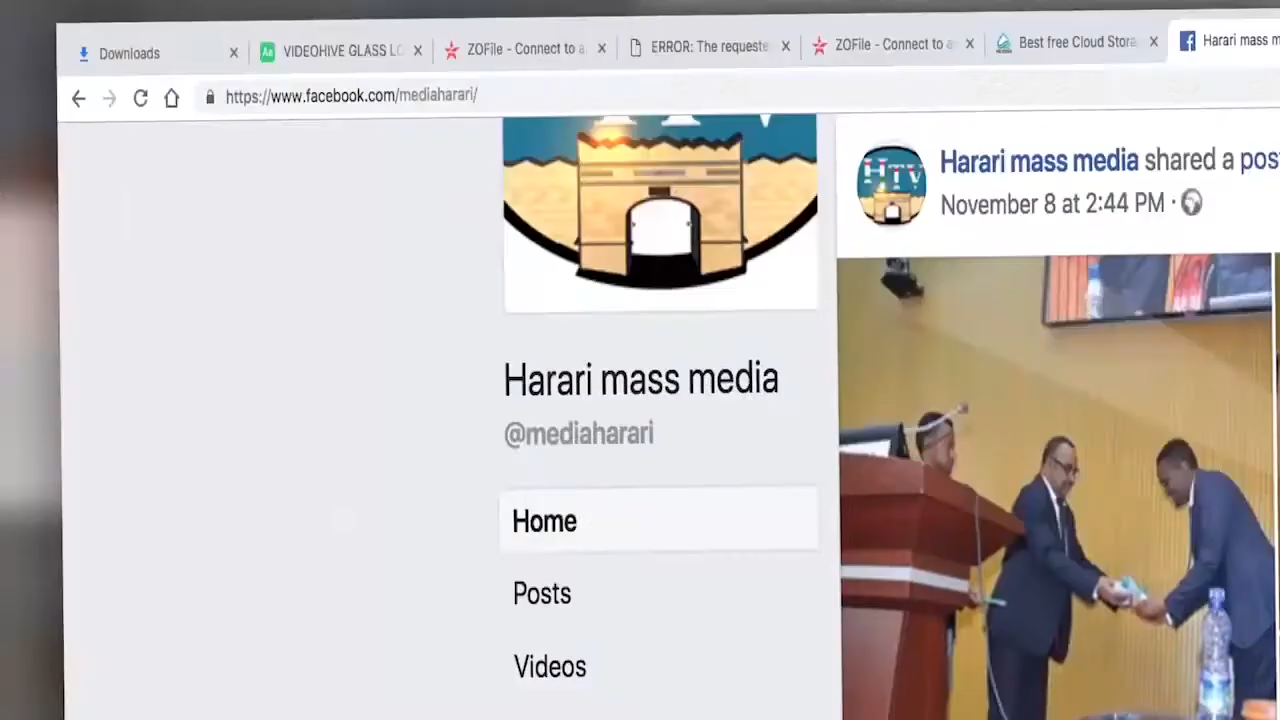 Downloads
VIDEOHIVE GLASS LO
ZOFile - Connect to a
ERROR: The requeste
ZOFile - Connect to a
Best free Cloud Stora
Harari mass m
https://www.facebook.com/mediaharari/
HTV
Harari mass media shared a pos
November 8 at 2:44 PM ·
Harari mass media
@mediaharari
Home
Posts
Videos